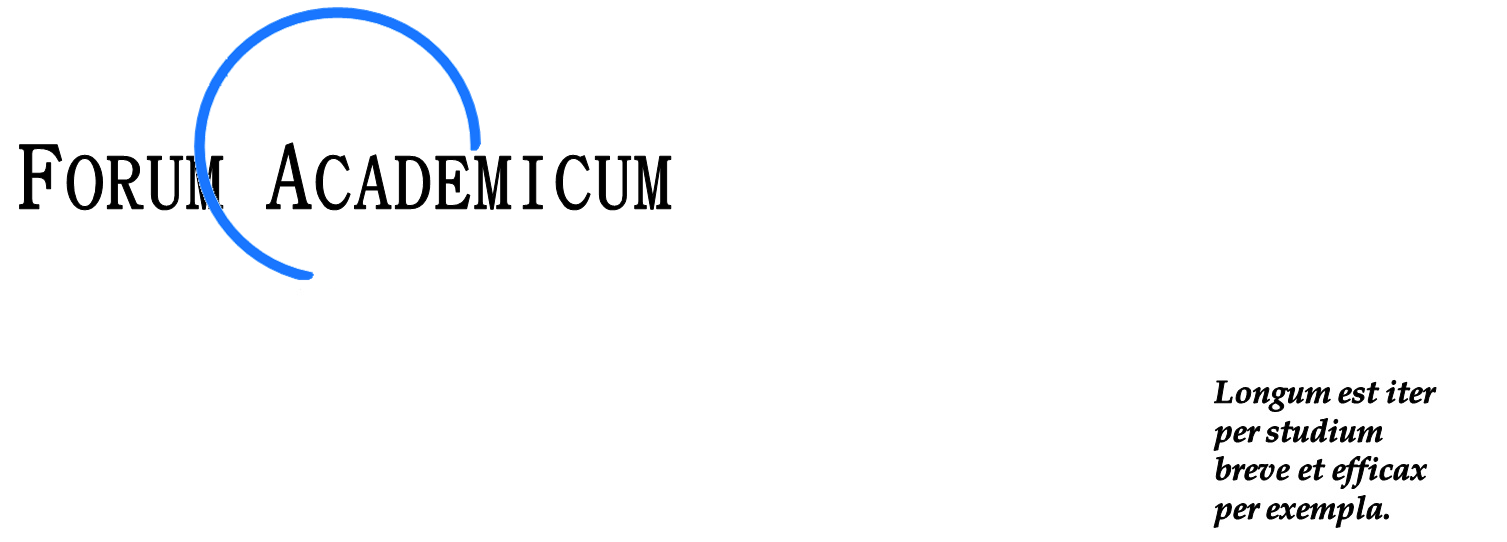 FORUM ACADEMICUM
Longum est iter
per studium
breve et efficax
per exempla.